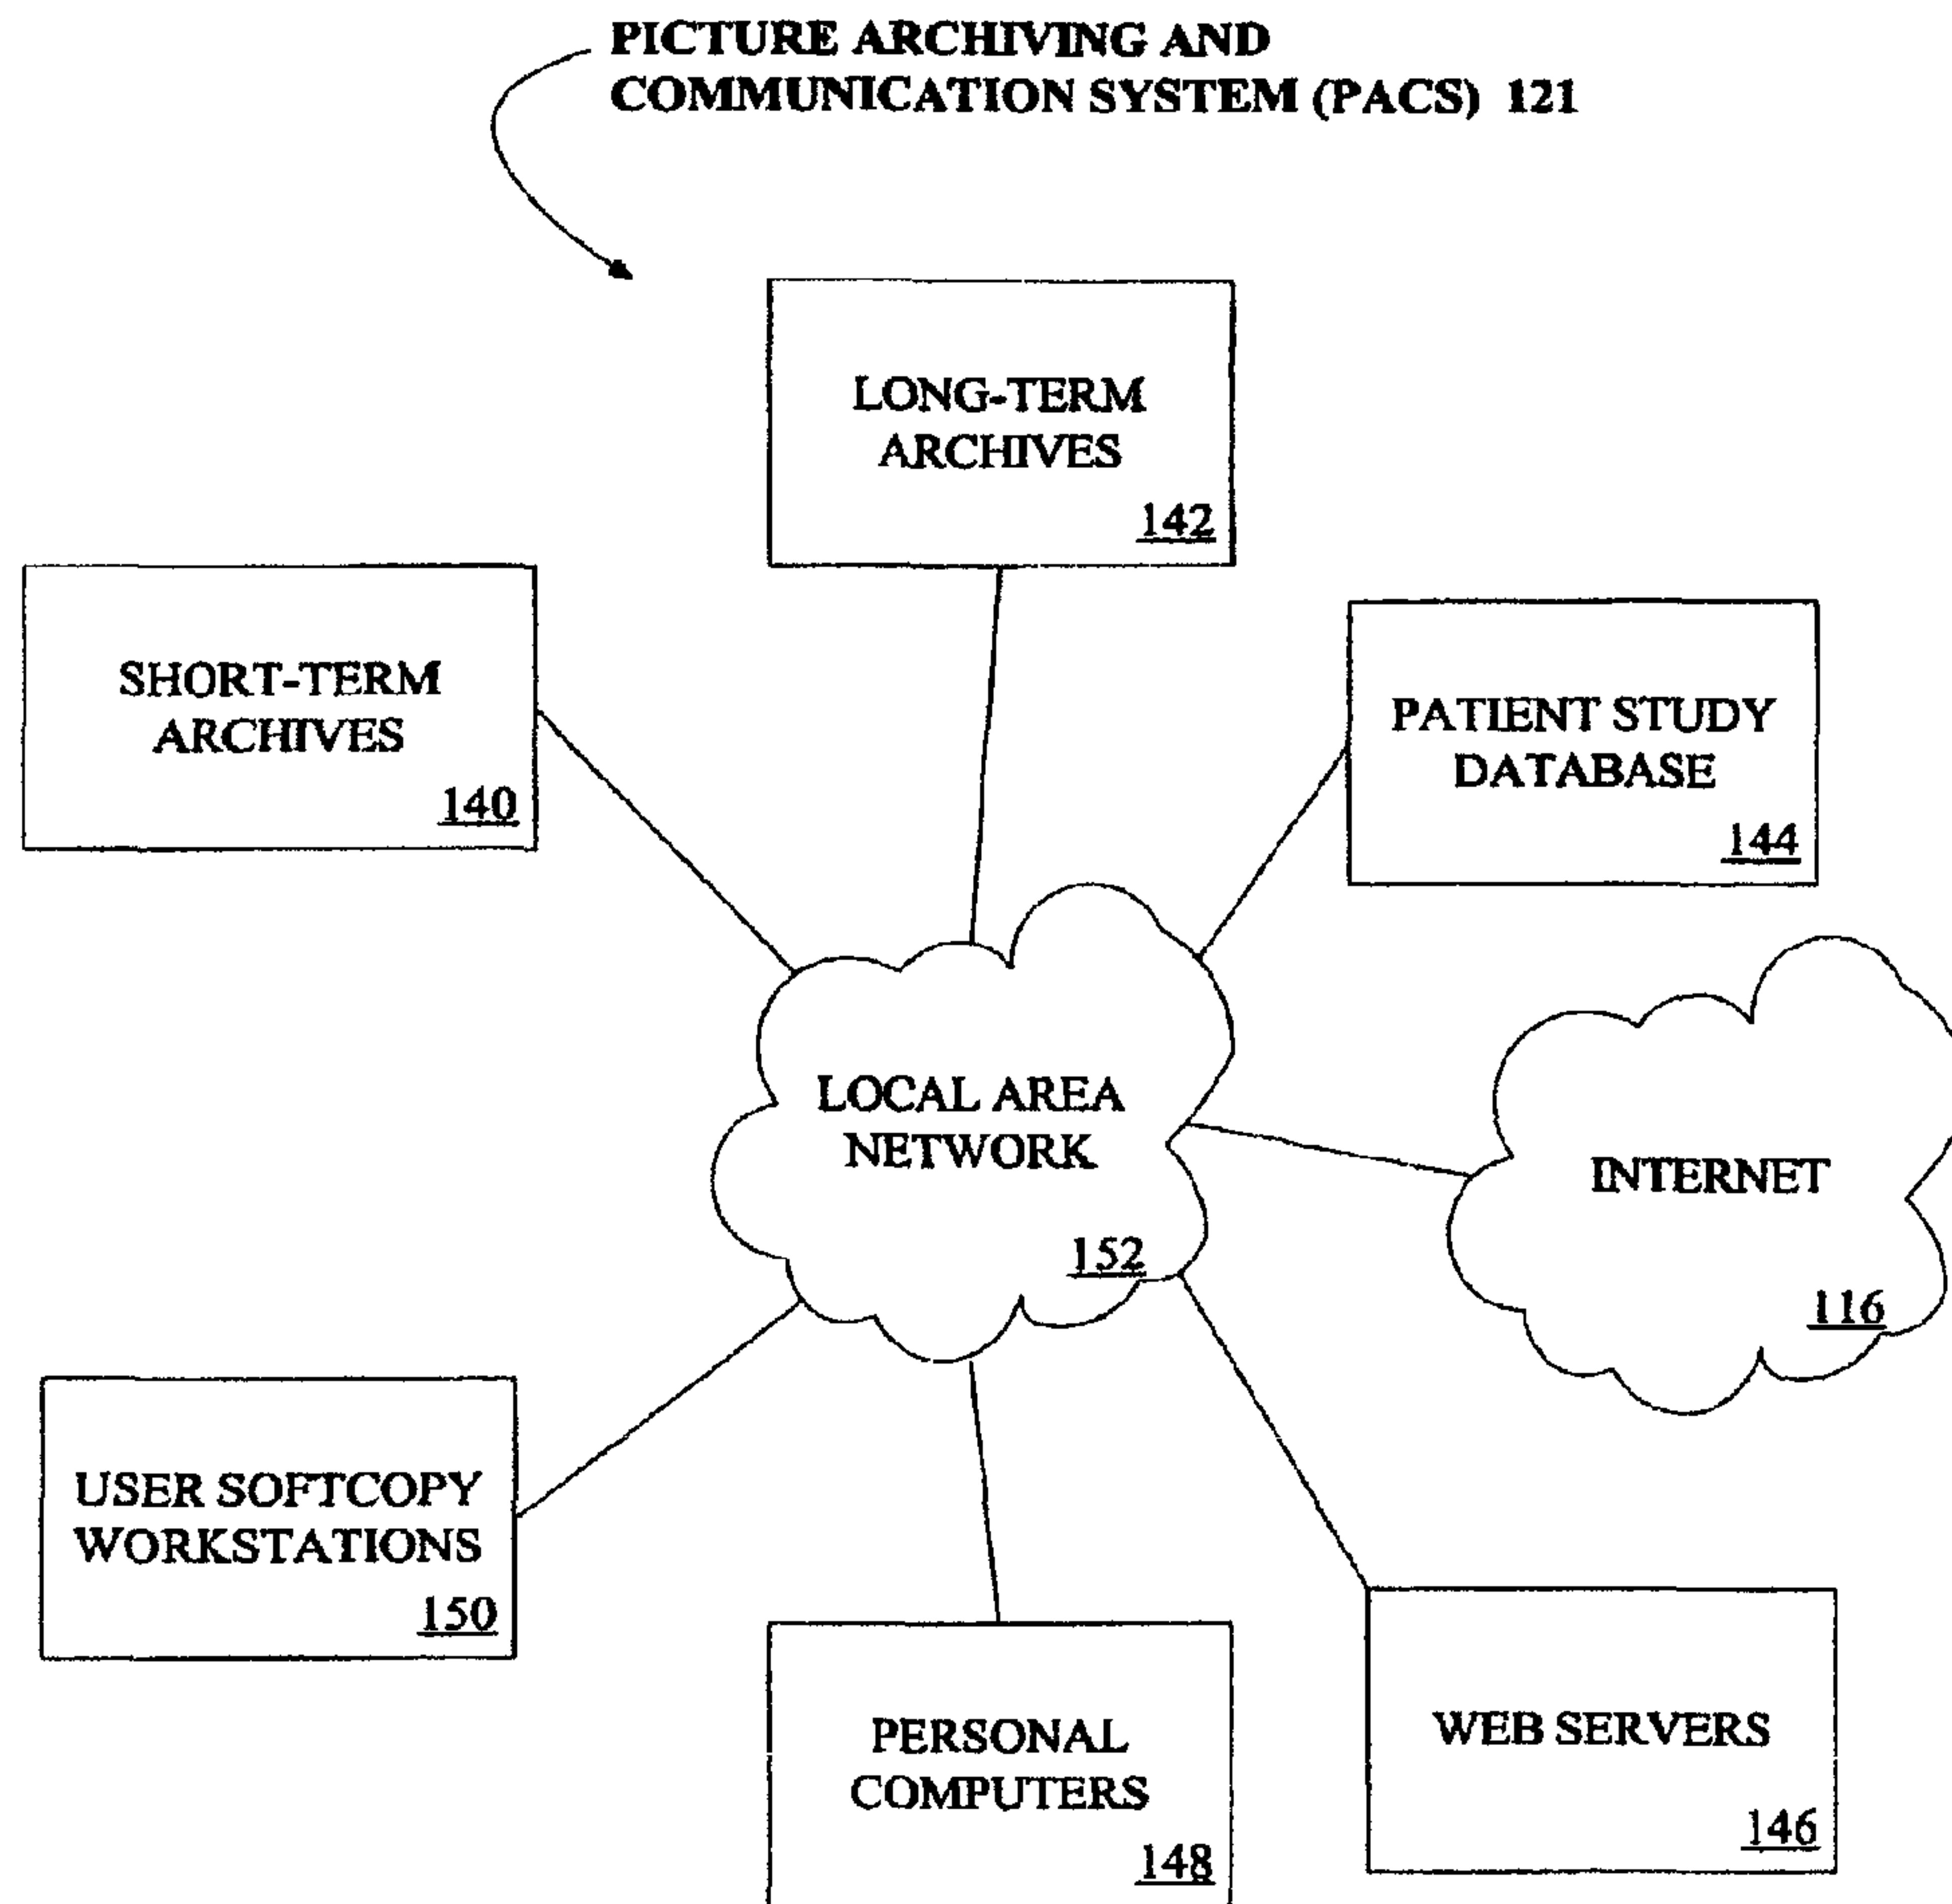 PICTURE ARCHIVING AND
COMMUNICATION SYSTEM (PACS) 121
LONG-TERM
ARCHIVES
142
SHORT-TERM
ARCHIVES
140
PATIENT STUDY
DATABASE
144
LOCAL AREA
NETWORK
152
INTERNET
116
USER SOFTCOPY
WORKSTATIONS
150
PERSONAL
COMPUTERS
148
WEB SERVERS
146